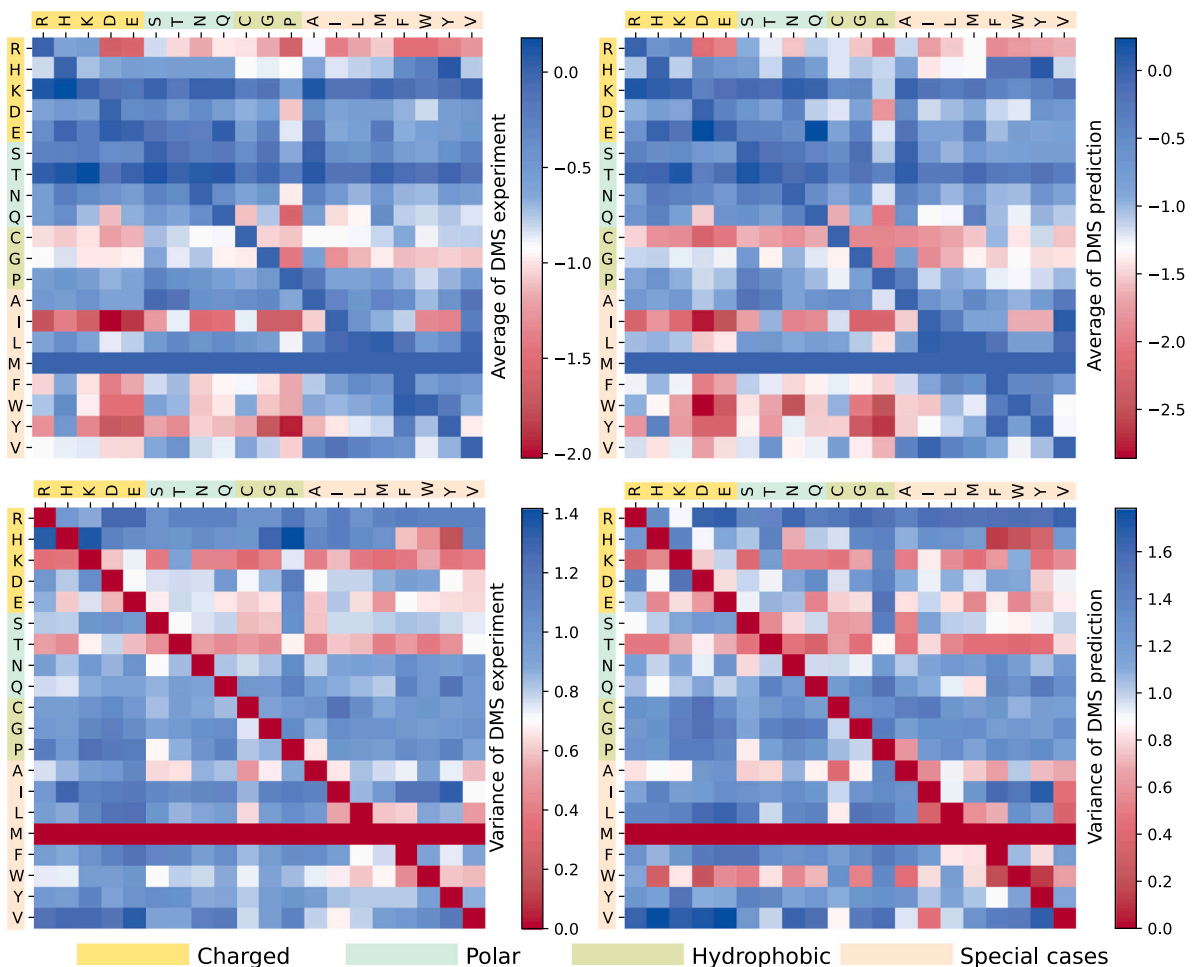 R H K D E S T N Q C G P A I L M F W Y V
R
H
K
D
E
S
T
N
Q
C
G
P
A
I
L
M
F
W
Y
V
0.0
−0.5
−1.0
−1.5
−2.0
Average of DMS experiment
R H K D E S T N Q C G P A I L M F W Y V
R
H
K
D
E
S
T
N
Q
C
G
P
A
I
L
M
F
W
Y
V
0.0
−0.5
−1.0
−1.5
−2.0
−2.5
Average of DMS prediction
R H K D E S T N Q C G P A I L M F W Y V
R
H
K
D
E
S
T
N
Q
C
G
P
A
I
L
M
F
W
Y
V
1.4
1.2
1.0
0.8
0.6
0.4
0.2
0.0
Variance of DMS experiment
R H K D E S T N Q C G P A I L M F W Y V
R
H
K
D
E
S
T
N
Q
C
G
P
A
I
L
M
F
W
Y
V
1.6
1.4
1.2
1.0
0.8
0.6
0.4
0.2
0.0
Variance of DMS prediction
Charged Polar Hydrophobic Special cases